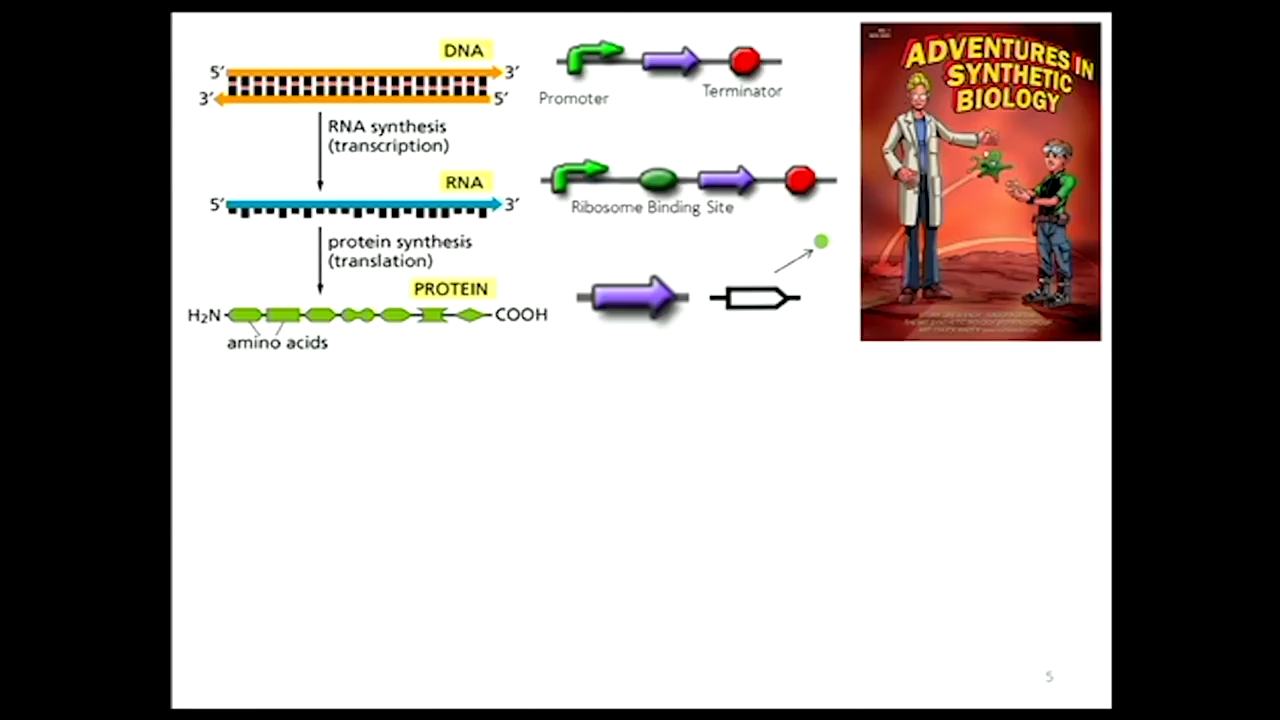 DNA
5′ 3′
3′ 5′
RNA synthesis
(transcription)
RNA
5′ 3′
protein synthesis
(translation)
PROTEIN
H₂N COOH
amino acids
Promoter
Terminator
Ribosome Binding Site
ADVENTURES IN
SYNTHETIC
BIOLOGY
5